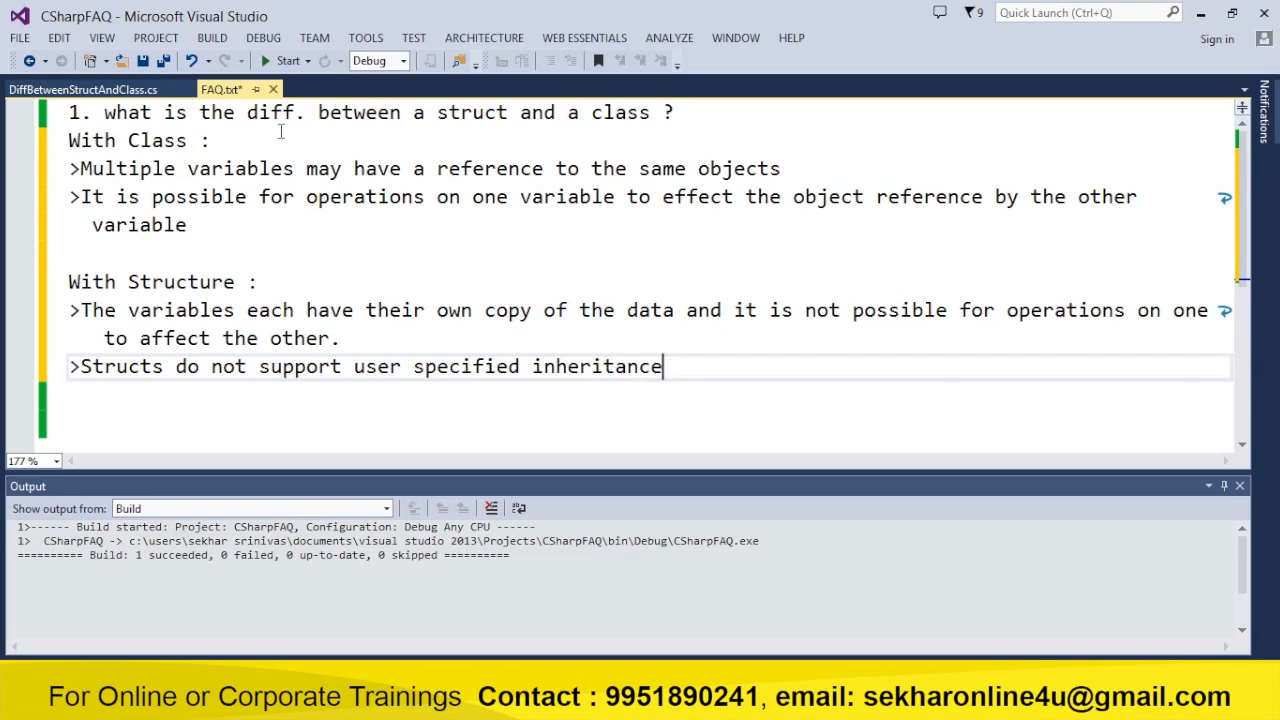 CSharpFAQ - Microsoft Visual Studio
9
Quick Launch (Ctrl+Q)
FILE EDIT VIEW PROJECT BUILD DEBUG TEAM TOOLS TEST ARCHITECTURE WEB ESSENTIALS ANALYZE WINDOW HELP
Sign in
Start
Debug
DiffBetweenStructAndClass.cs
FAQ.txt*
Notifications
1. what is the diff. between a struct and a class ?
With Class :
>Multiple variables may have a reference to the same objects
>It is possible for operations on one variable to effect the object reference by the other
variable
With Structure :
>The variables each have their own copy of the data and it is not possible for operations on one
to affect the other.
>Structs do not support user specified inheritance
177 %
Output
Show output from: Build
1>------ Build started: Project: CSharpFAQ, Configuration: Debug Any CPU ------
1>  CSharpFAQ -> c:\users\sekhar srinivas\documents\visual studio 2013\Projects\CSharpFAQ\bin\Debug\CSharpFAQ.exe
========== Build: 1 succeeded, 0 failed, 0 up-to-date, 0 skipped ==========
For Online or Corporate Trainings Contact : 9951890241, email: sekharonline4u@gmail.com